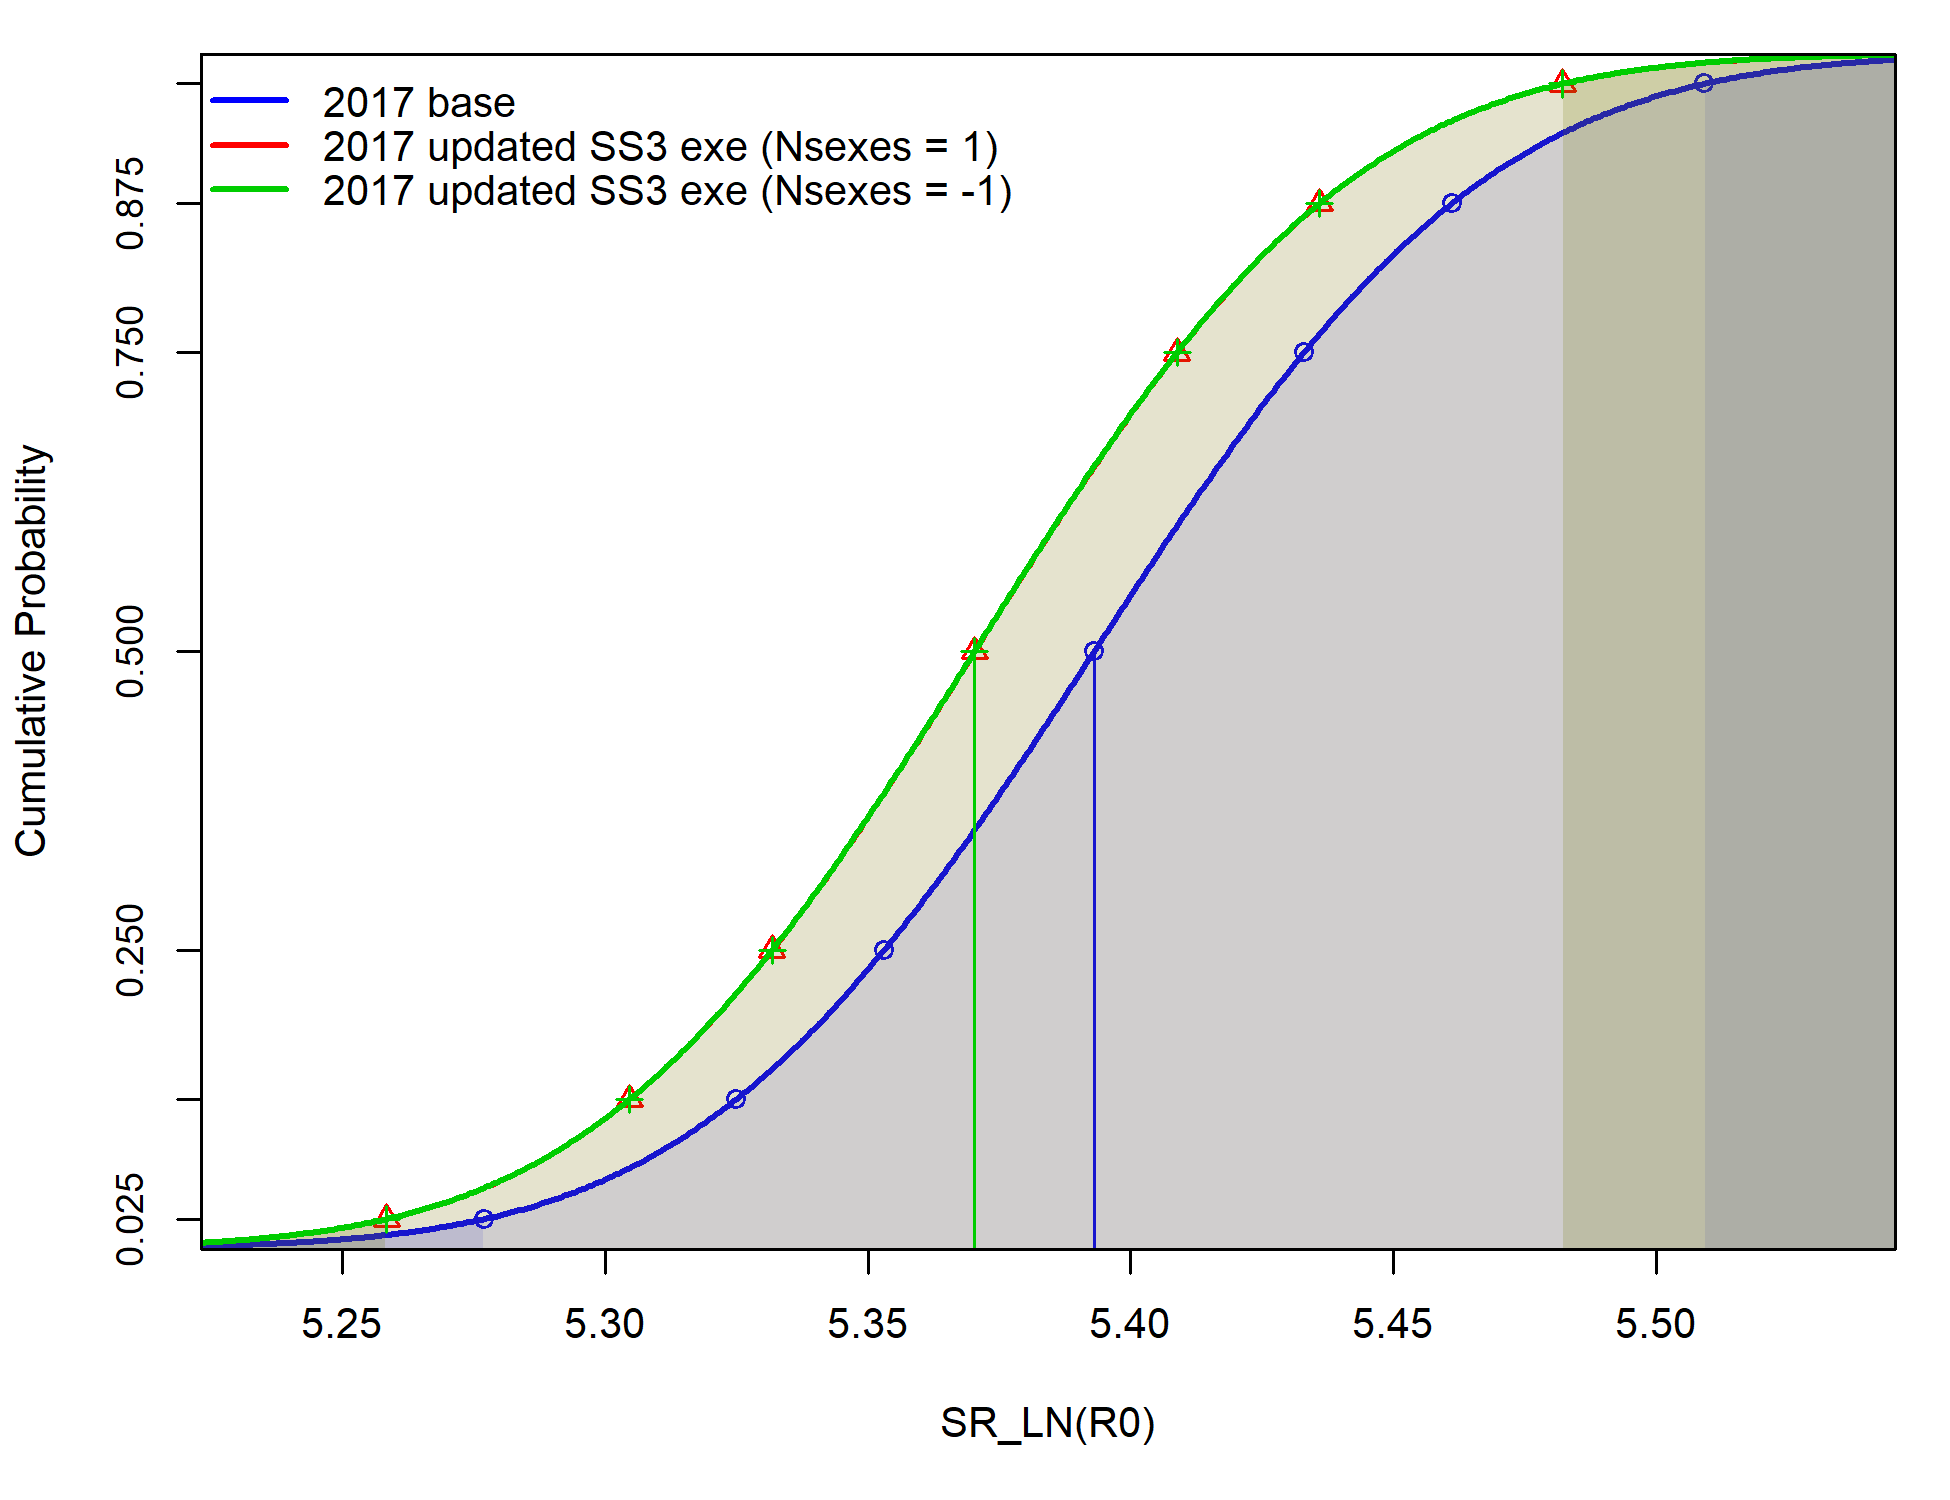 2017 base
2017 updated SS3 exe (Nsexes = 1)
2017 updated SS3 exe (Nsexes = -1)
Cumulative Probability
0.875
0.750
0.500
0.250
0.025
5.25 5.30 5.35 5.40 5.45 5.50
SR_LN(R0)